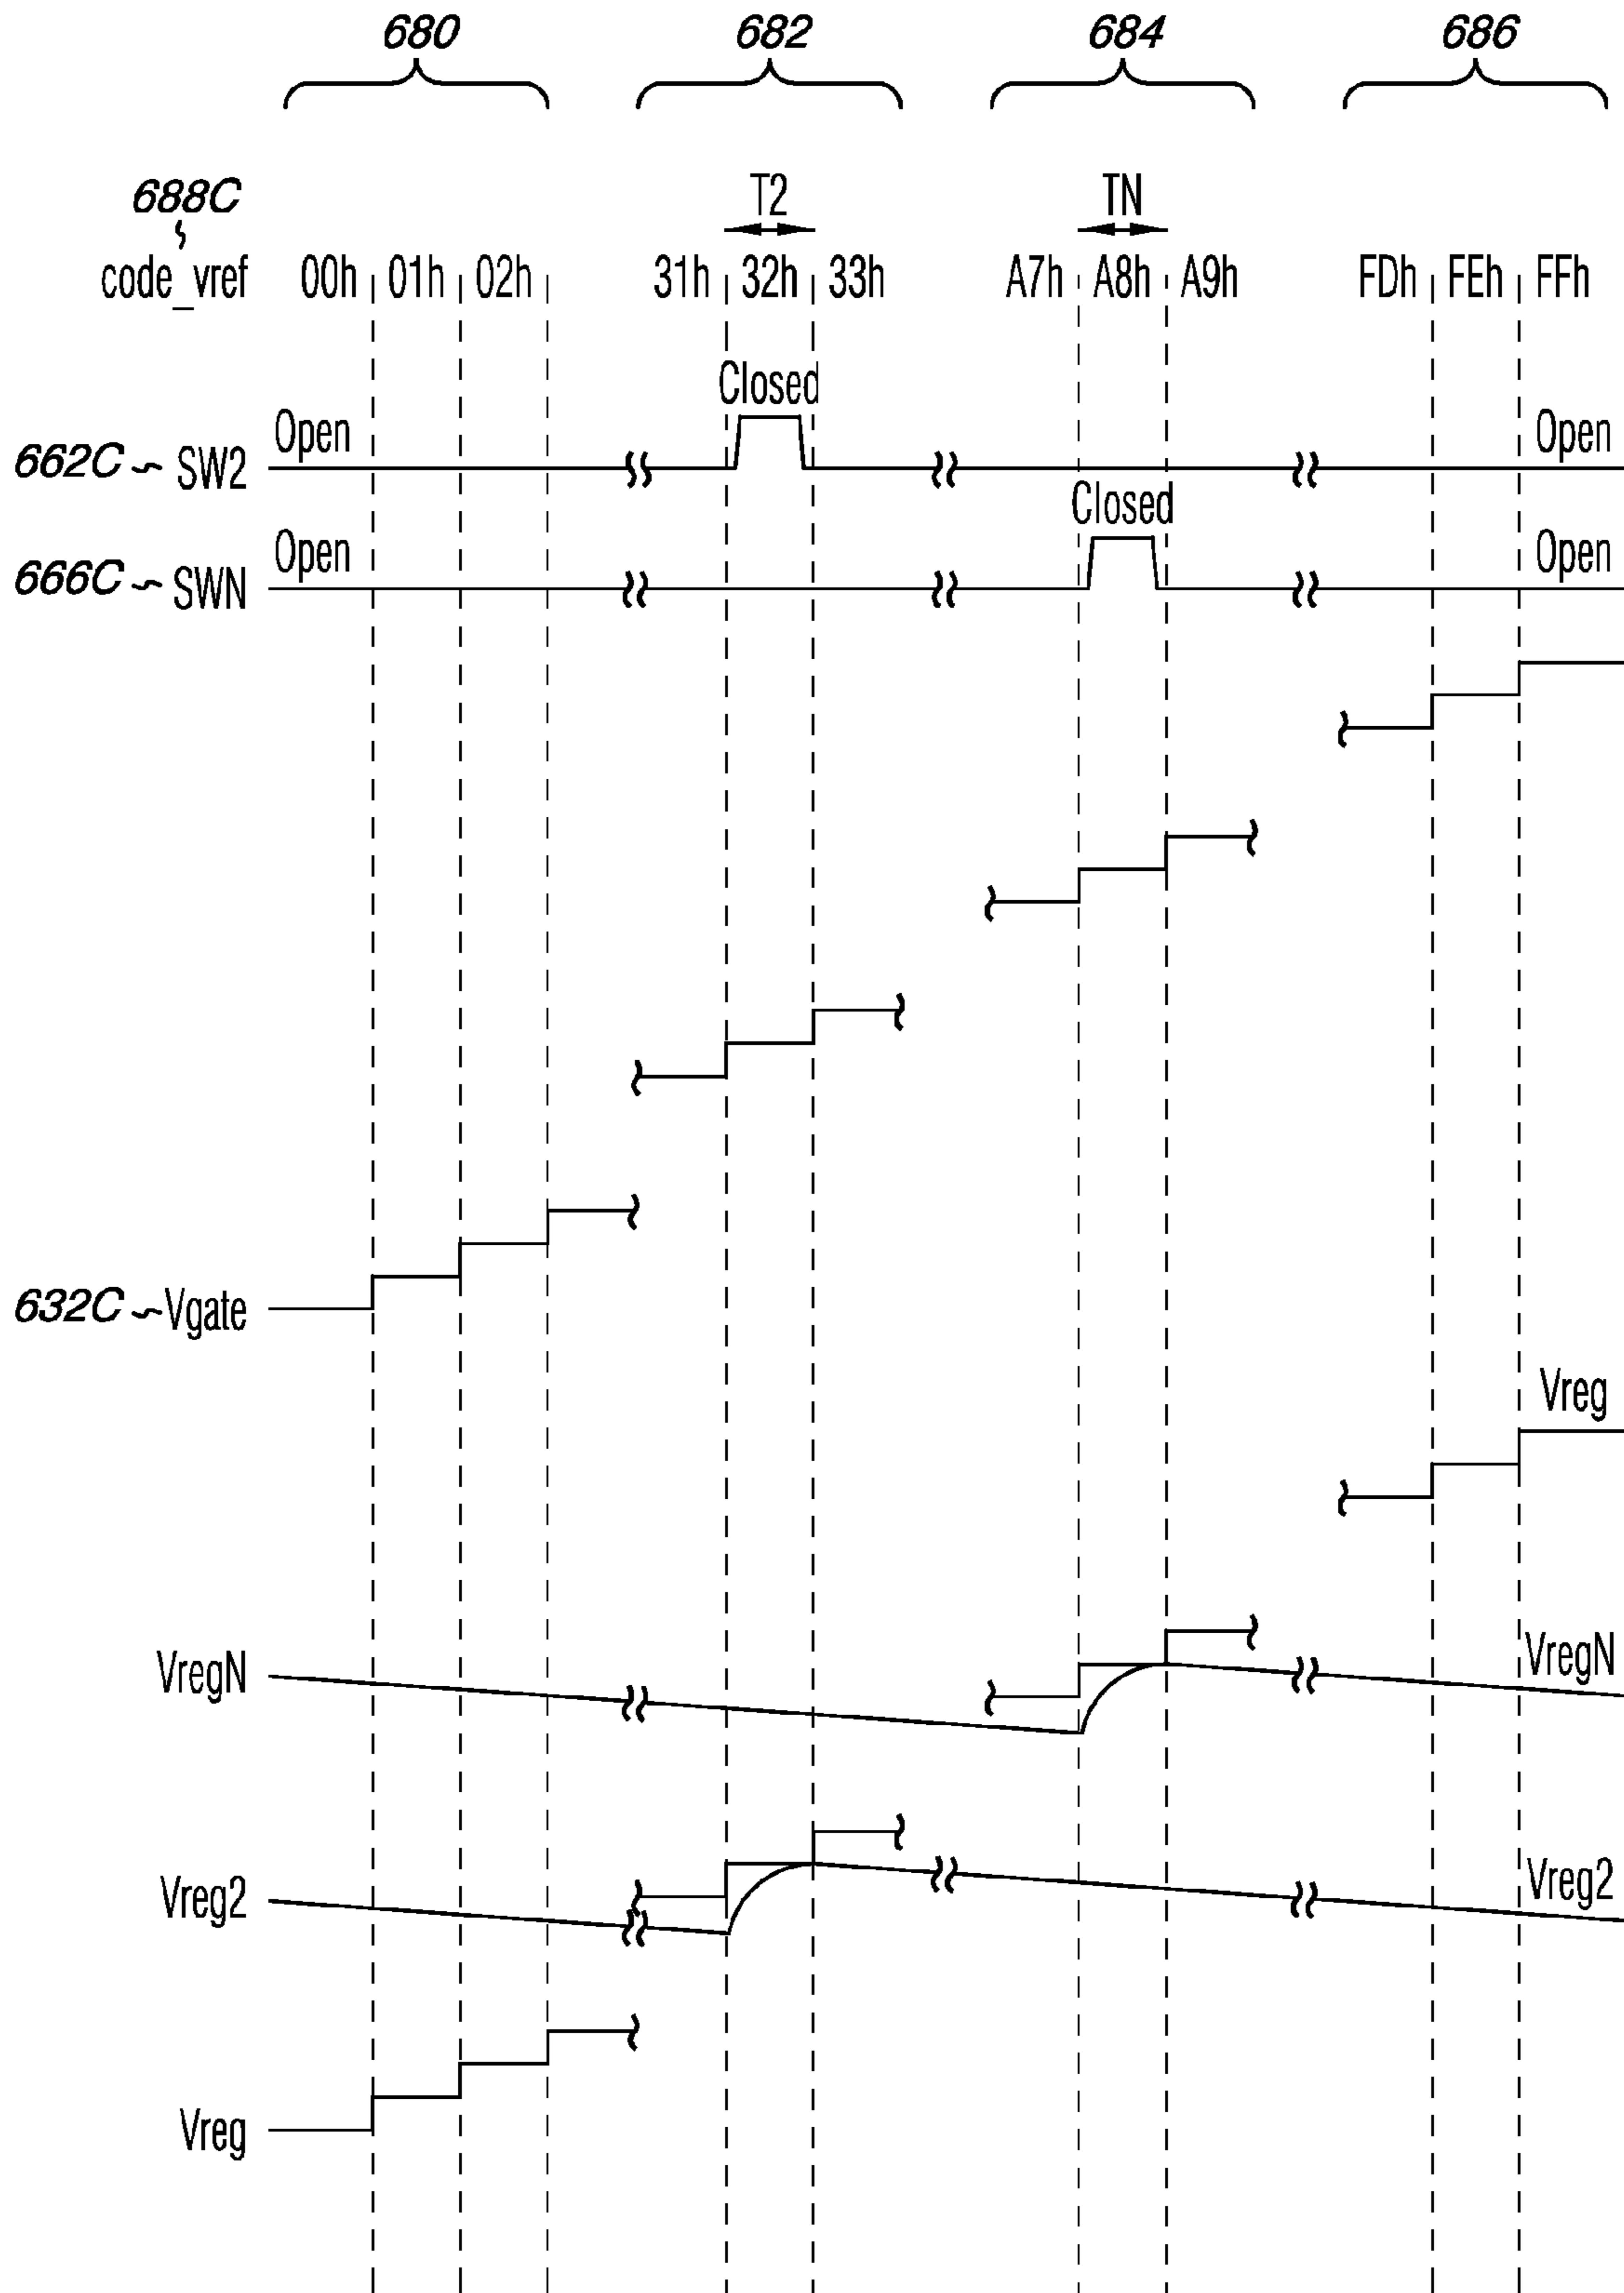 680 682 684 686
688C T2 TN
code_vref 00h 01h 02h 31h 32h 33h A7h A8h A9h FDh FEh FFh
Closed
Open Open
662C SW2
Closed
Open Open
666C SWN
632C Vgate
Vreg
VregN VregN
Vreg2 Vreg2
Vreg